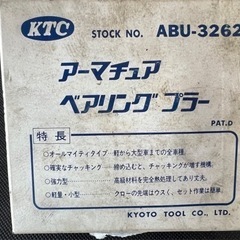 KTC STOCK NO. ABU-3262
アーマチュア
ベアリングプラー
PAT.D
特長
○オールマイティタイプ 軽から大型車までの全車種。
○確実なチャッキング 締め込むと、チャッキングが増す機構。
○強力型 高級材料を完全熱処理してあり丈夫。
○軽量・小型 クローの先端はうスく、セット作業は簡単。
KYOTO TOOL CO., LTD.